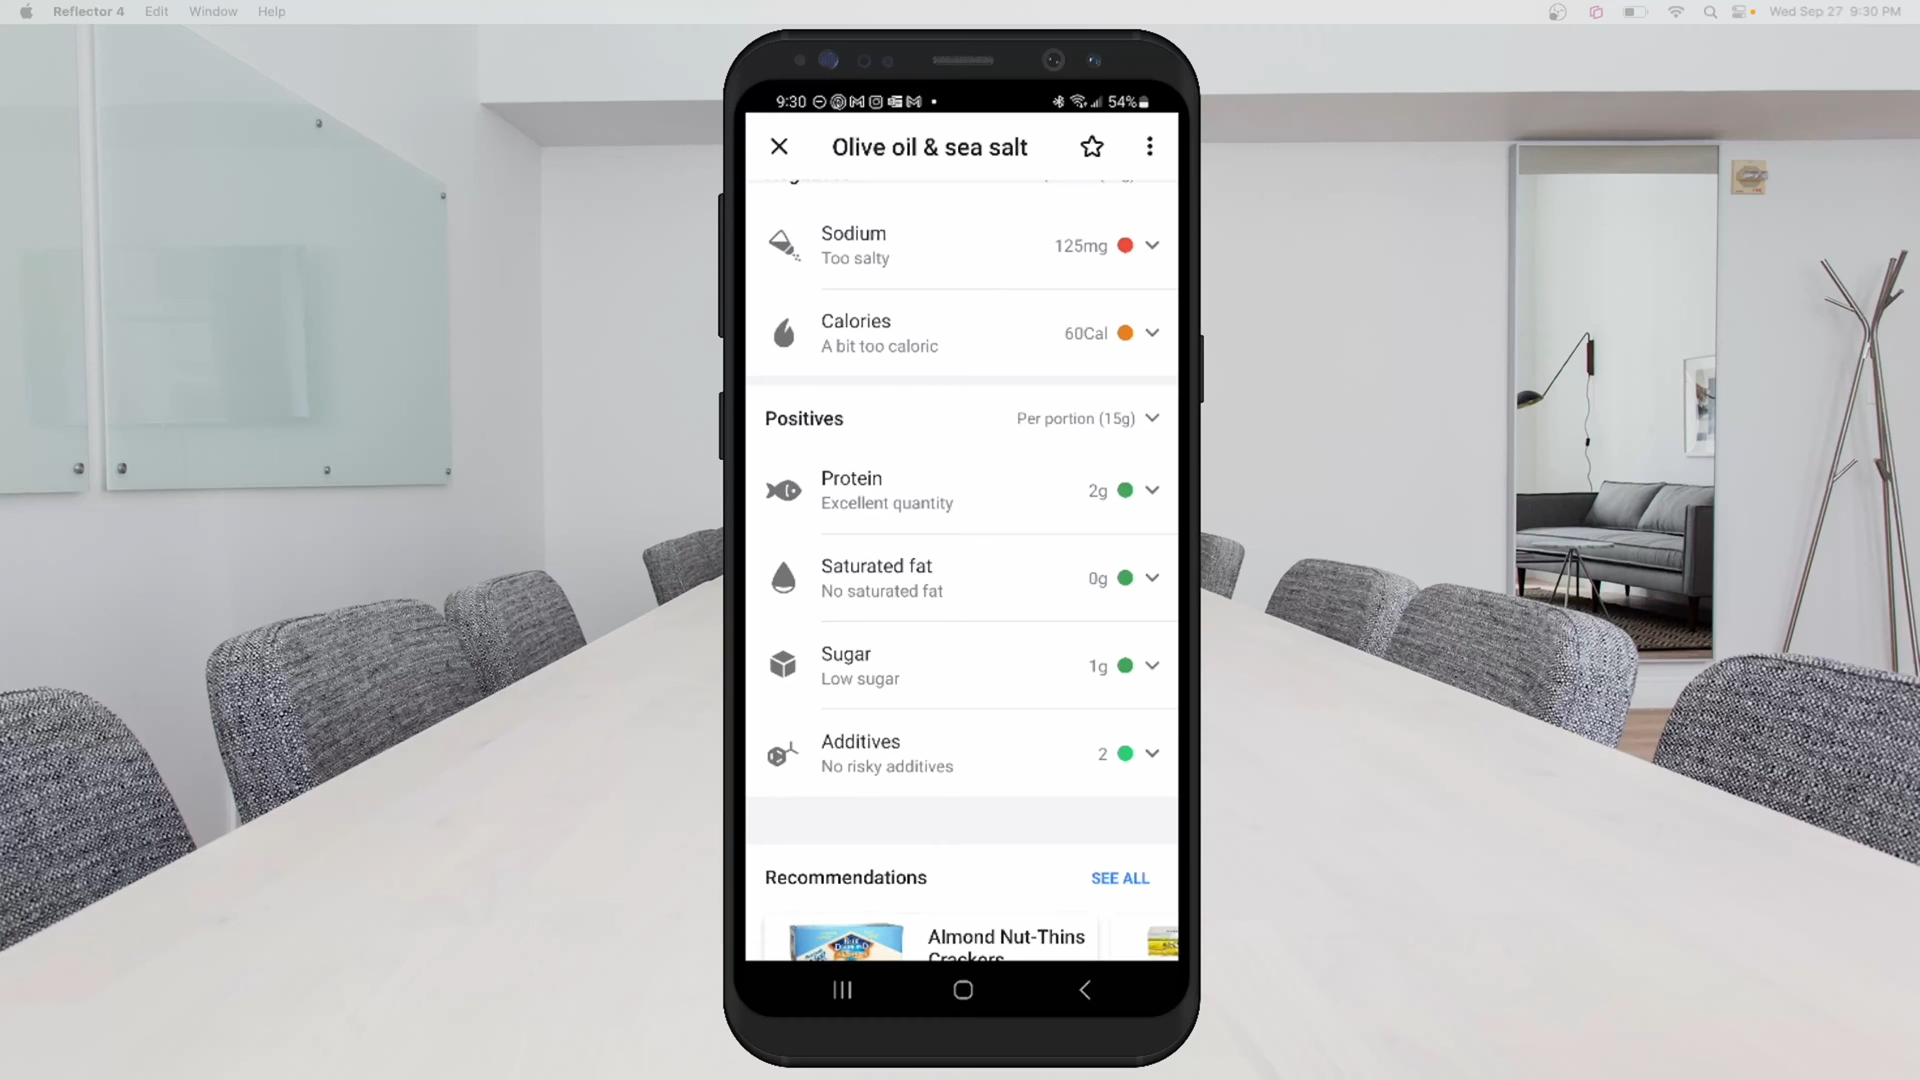 Reflector 4 Edit Window Help Wed Sep 27 9:30 PM
9:30 54%
Olive oil & sea salt
Sodium
Too salty
125mg
Calories
A bit too caloric
60Cal
Positives
Per portion (15g)
Protein
Excellent quantity
2g
Saturated fat
No saturated fat
0g
Sugar
Low sugar
1g
Additives
No risky additives
2
Recommendations
SEE ALL
Almond Nut-Thins
Crackers